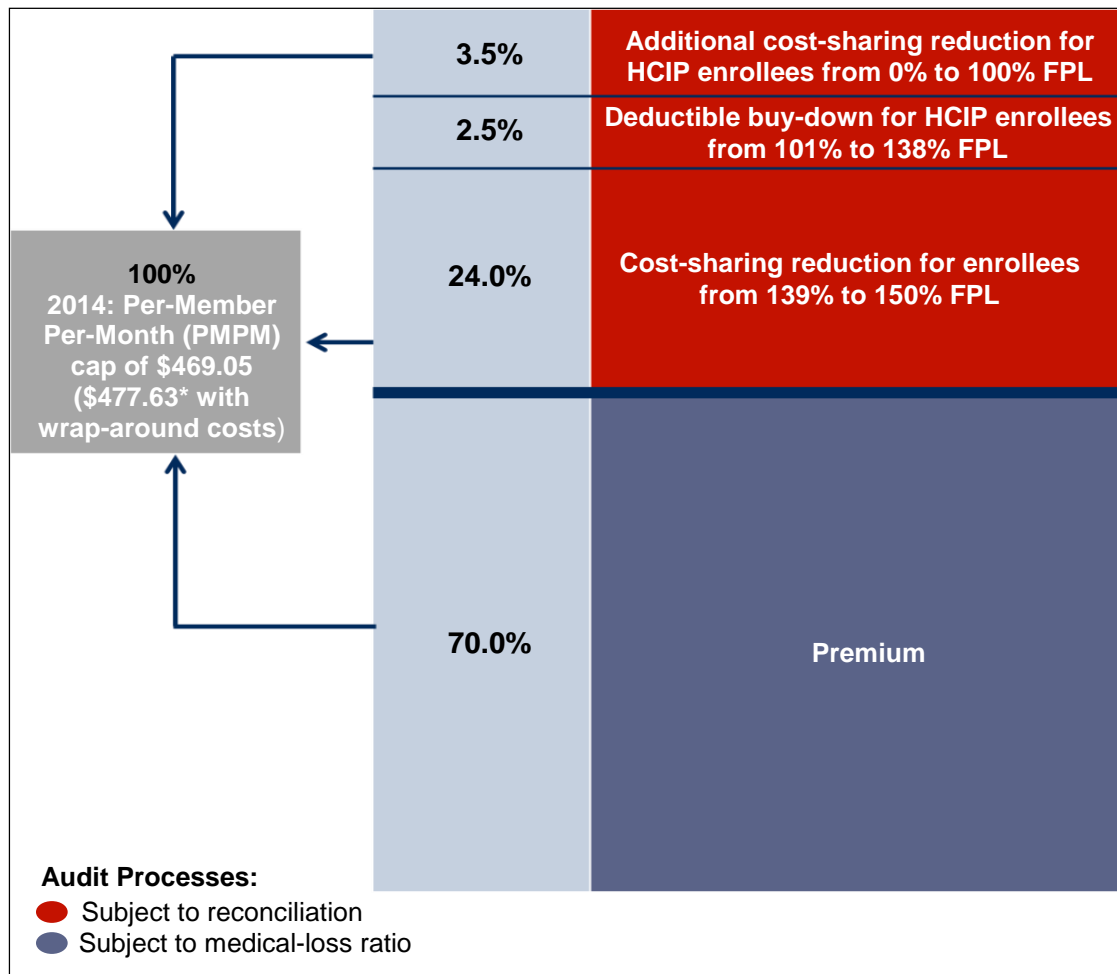 3.5%
Additional cost-sharing reduction for
HCIP enrollees from 0% to 100% FPL
2.5%
Deductible buy-down for HCIP enrollees
from 101% to 138% FPL
24.0%
Cost-sharing reduction for enrollees
from 139% to 150% FPL
100%
2014: Per-Member
Per-Month (PMPM)
cap of $469.05
($477.63* with
wrap-around costs)
70.0%
Premium
Audit Processes:
Subject to reconciliation
Subject to medical-loss ratio